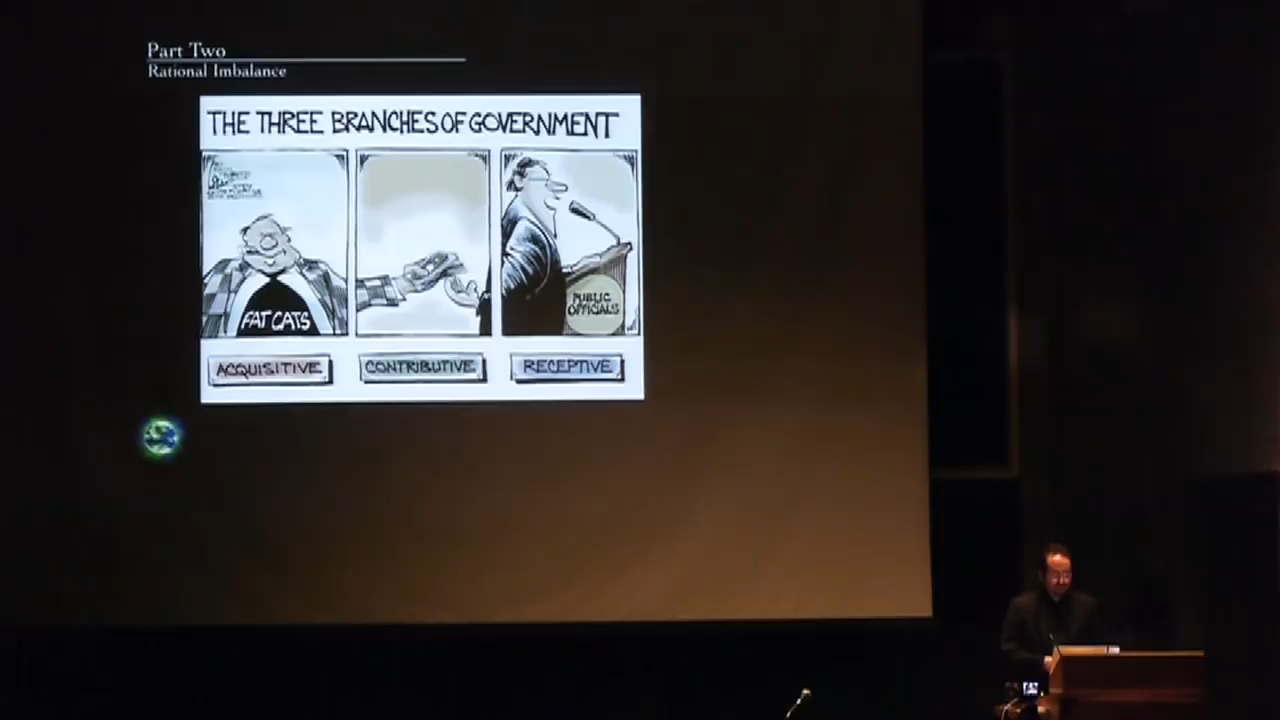 Part Two
Rational Imbalance
THE THREE BRANCHES OF GOVERNMENT
FAT CATS
PUBLIC
OFFICIALS
ACQUISITIVE
CONTRIBUTIVE
RECEPTIVE